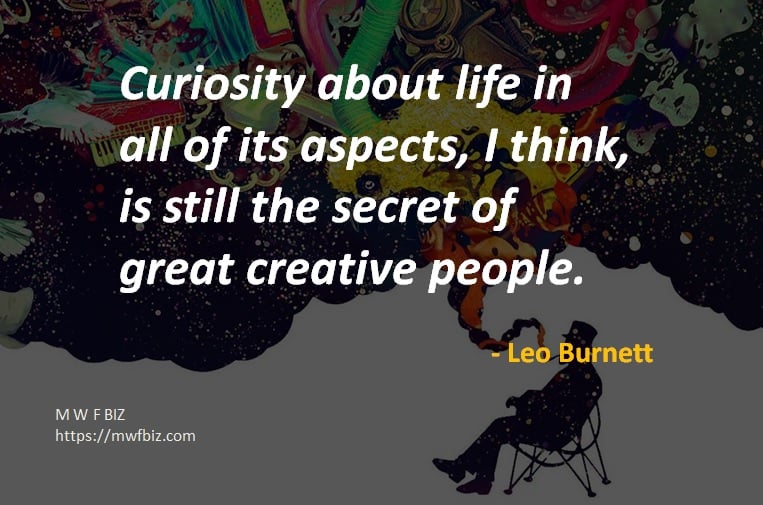 Curiosity about life in
all of its aspects, I think,
is still the secret of
great creative people.
- Leo Burnett
M W F BIZ
https://mwfbiz.com